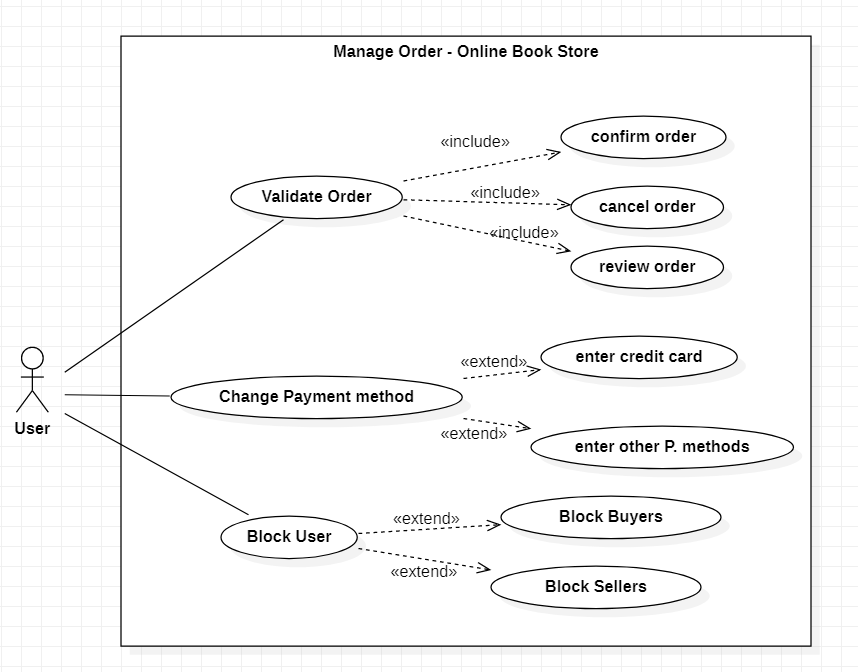 Manage Order - Online Book Store
«include»
confirm order
Validate Order
«include»
cancel order
«include»
review order
«extend»
enter credit card
Change Payment method
«extend»
enter other P. methods
User
«extend»
Block Buyers
Block User
«extend»
Block Sellers